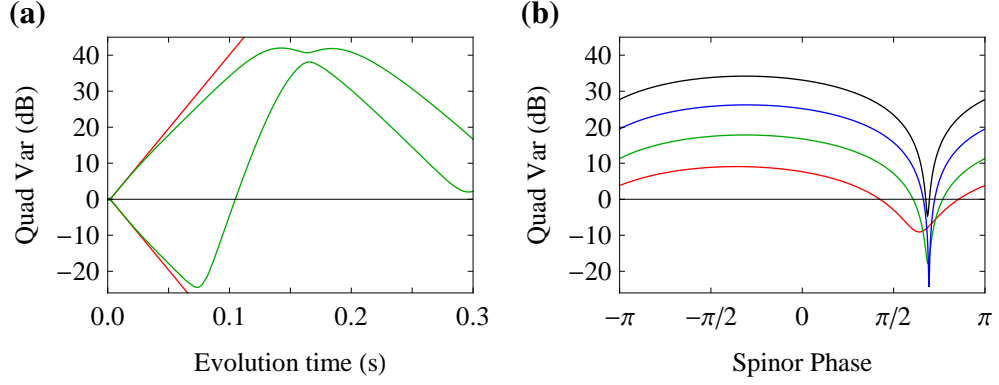 (a)
Quad Var (dB)
40
30
20
10
0
−10
−20
0.0
0.1
0.2
0.3
Evolution time (s)
(b)
Quad Var (dB)
40
30
20
10
0
−10
−20
−π
−π/2
0
π/2
π
Spinor Phase